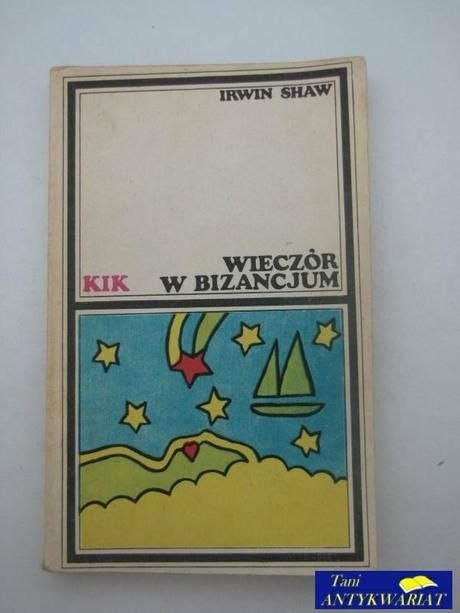 IRWIN SHAW
WIECZÓR
KIK W BIZANCJUM
Tani
ANTYKWARIAT